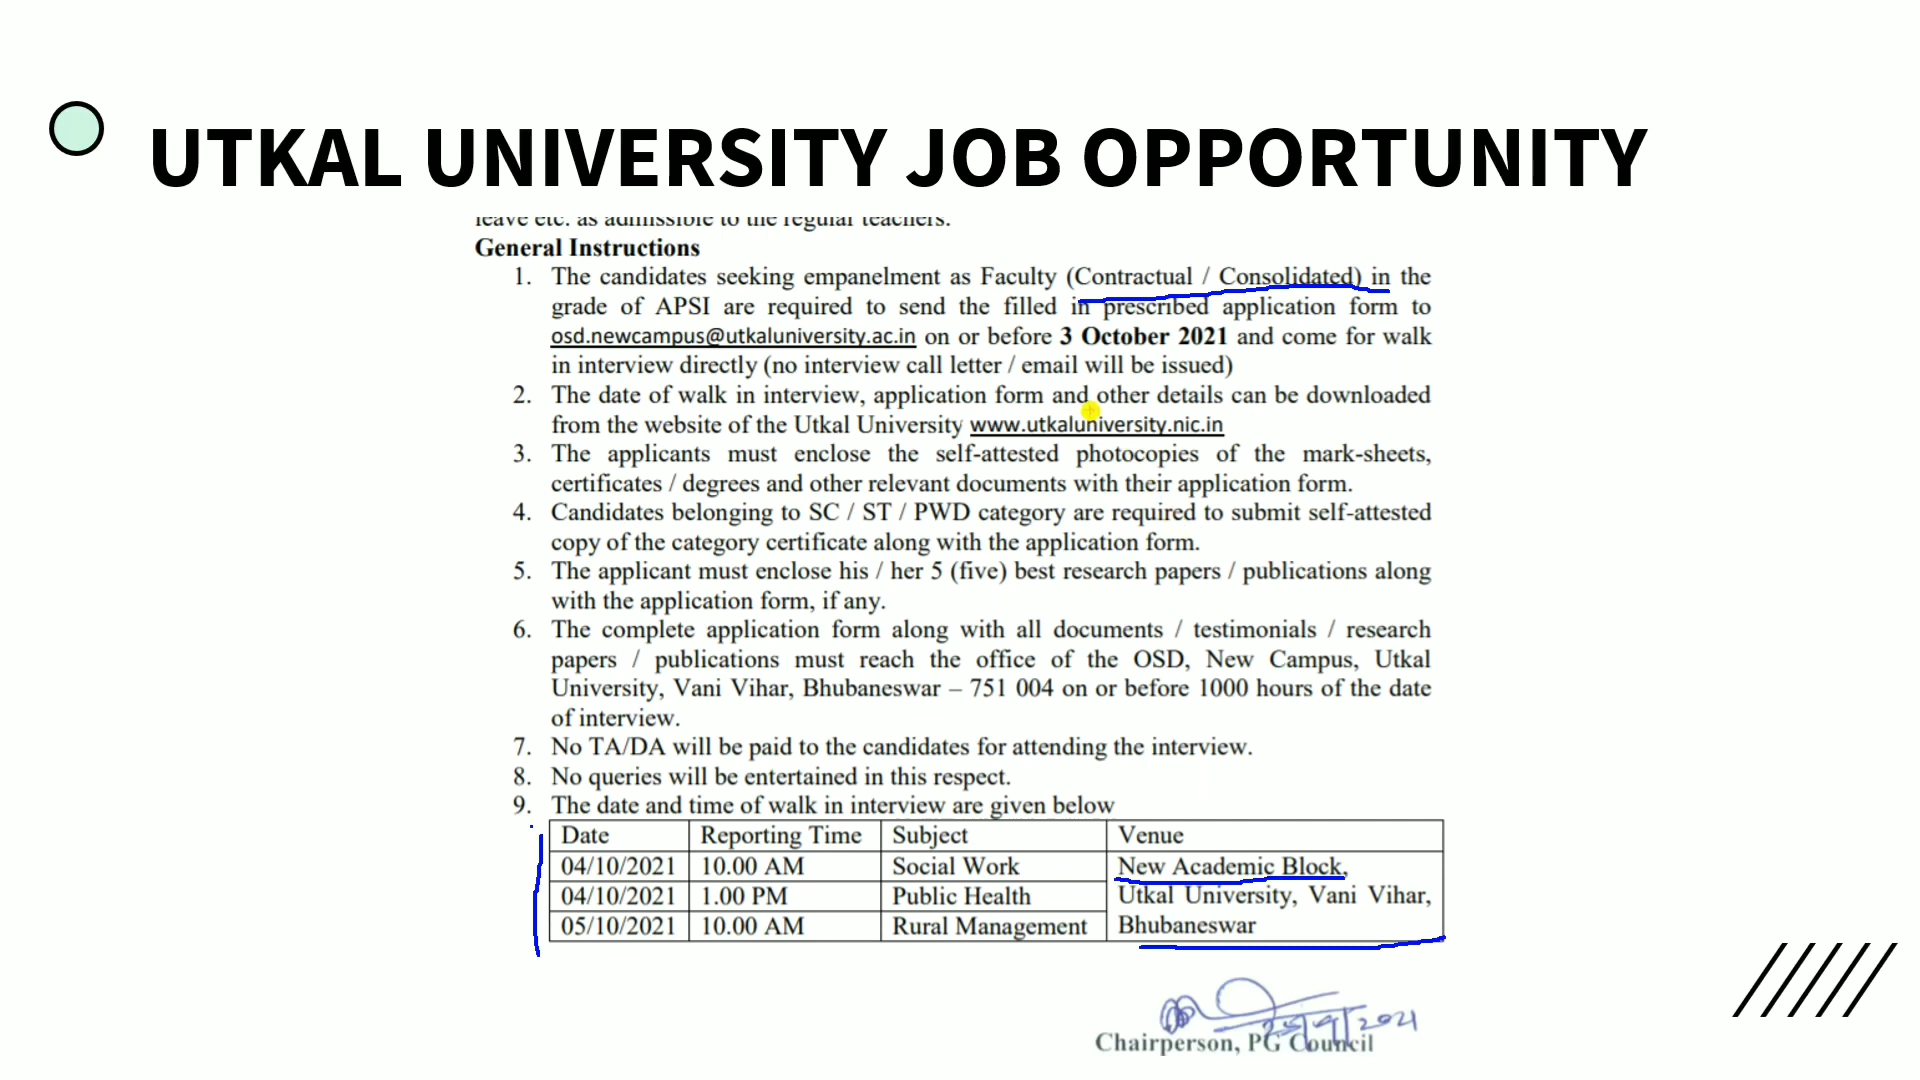 UTKAL UNIVERSITY JOB OPPORTUNITY
leave etc. as admissible to the regular teachers.
General Instructions
1. The candidates seeking empanelment as Faculty (Contractual / Consolidated) in the
grade of APSI are required to send the filled in prescribed application form to
osd.newcampus@utkaluniversity.ac.in on or before 3 October 2021 and come for walk
in interview directly (no interview call letter / email will be issued)
2. The date of walk in interview, application form and other details can be downloaded
from the website of the Utkal University www.utkaluniversity.nic.in
3. The applicants must enclose the self-attested photocopies of the mark-sheets,
certificates / degrees and other relevant documents with their application form.
4. Candidates belonging to SC / ST / PWD category are required to submit self-attested
copy of the category certificate along with the application form.
5. The applicant must enclose his / her 5 (five) best research papers / publications along
with the application form, if any.
6. The complete application form along with all documents / testimonials / research
papers / publications must reach the office of the OSD, New Campus, Utkal
University, Vani Vihar, Bhubaneswar – 751 004 on or before 1000 hours of the date
of interview.
7. No TA/DA will be paid to the candidates for attending the interview.
8. No queries will be entertained in this respect.
9. The date and time of walk in interview are given below
Date Reporting Time Subject Venue
04/10/2021 10.00 AM Social Work New Academic Block,
04/10/2021 1.00 PM Public Health Utkal University, Vani Vihar,
05/10/2021 10.00 AM Rural Management Bhubaneswar
Chairperson, PG Council